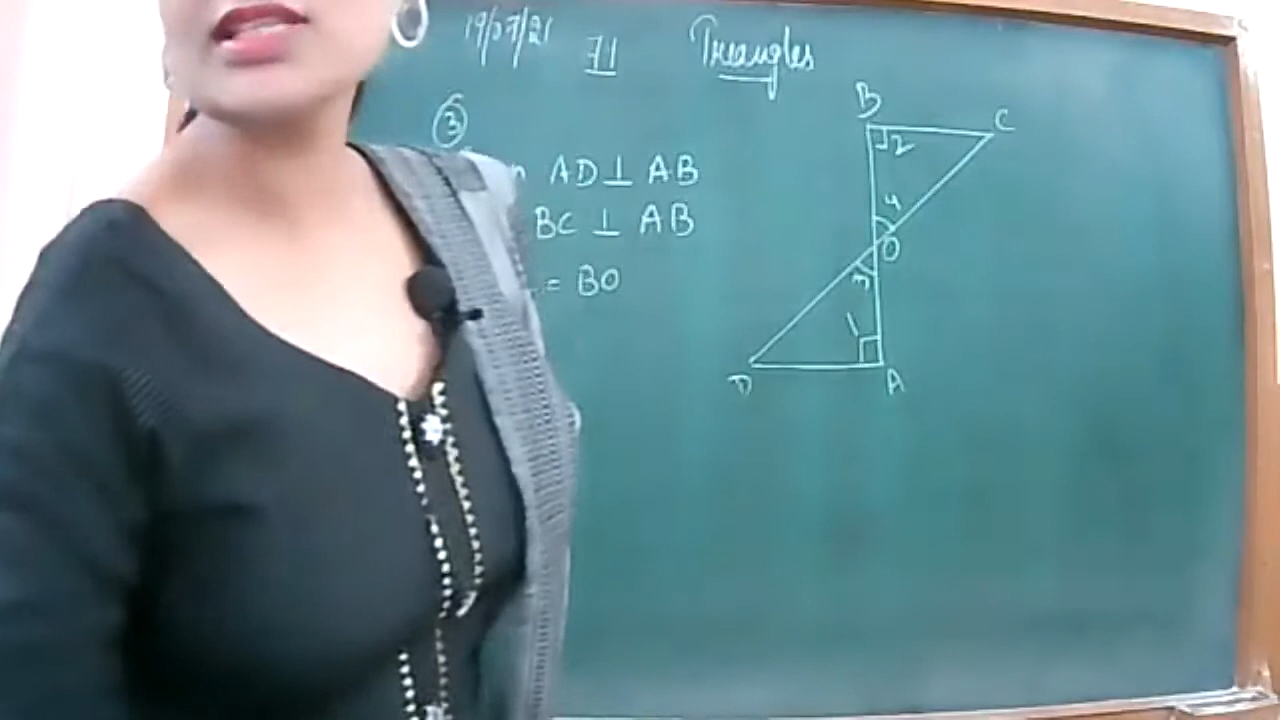 19/07/21 71 Triangles
3
AD ⊥ AB
BC ⊥ AB
= BO
B
C
2
4
O
3
1
D
A